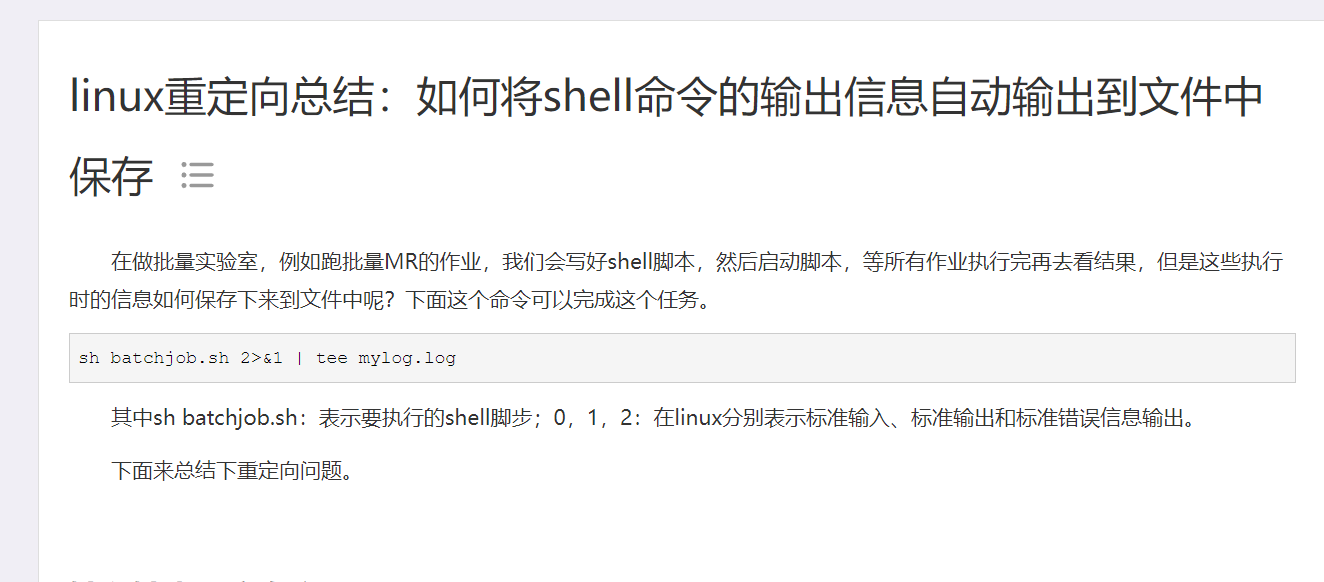 linux重定向总结：如何将shell命令的输出信息自动输出到文件中
保存
在做批量实验室，例如跑批量MR的作业，我们会写好shell脚本，然后启动脚本，等所有作业执行完再去看结果，但是这些执行
时的信息如何保存下来到文件中呢？下面这个命令可以完成这个任务。
sh batchjob.sh 2>&1 | tee mylog.log
其中sh batchjob.sh：表示要执行的shell脚步；0，1，2：在linux分别表示标准输入、标准输出和标准错误信息输出。
下面来总结下重定向问题。